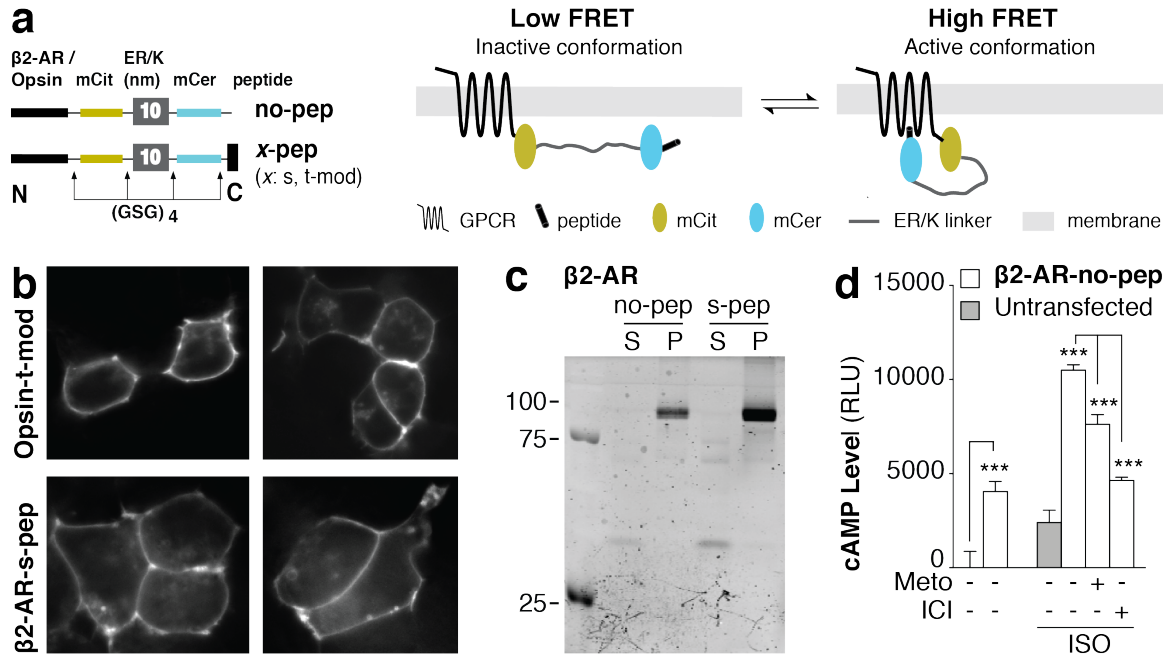 a
β2-AR / Opsin
mCit
ER/K (nm)
mCer
peptide
10
no-pep
10
x-pep
(x: s, t-mod)
N
C
(GSG) 4
Low FRET
Inactive conformation
High FRET
Active conformation
GPCR
peptide
mCit
mCer
ER/K linker
membrane
b
Opsin-t-mod
β2-AR-s-pep
c
β2-AR
no-pep s-pep
S P S P
100-
75-
25-
d
β2-AR-no-pep
Untransfected
cAMP Level (RLU)
15000
10000
5000
0
***
***
***
***
Meto - - - - + -
ICI - - - - - +
ISO